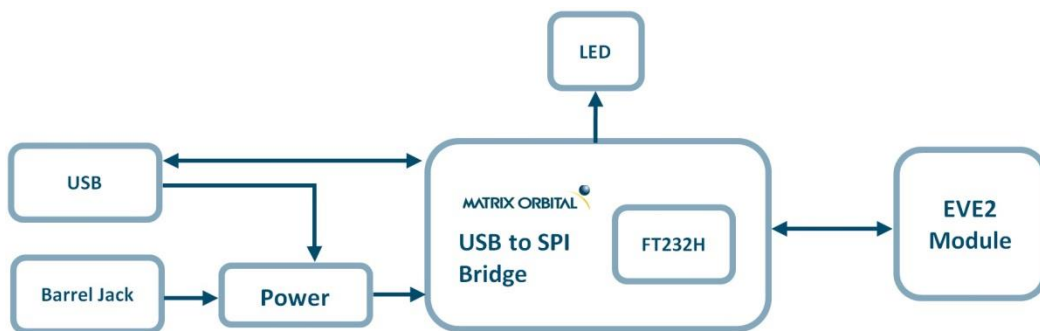 LED
USB
MATRIX ORBITAL
USB to SPI
Bridge
FT232H
EVE2
Module
Barrel Jack
Power